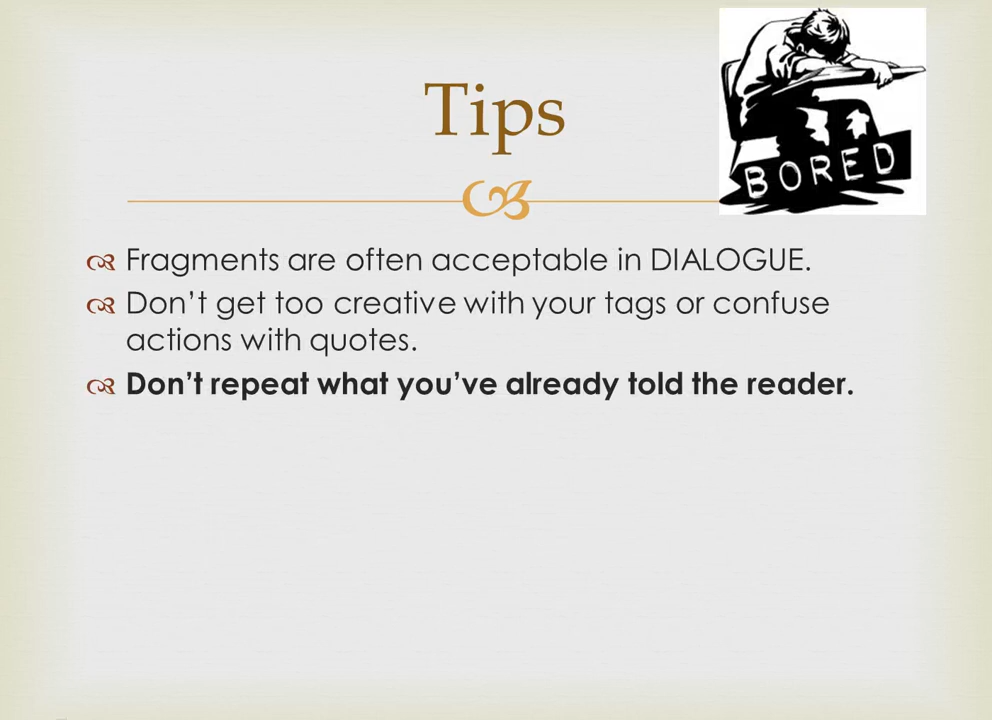 BORED
Tips
Fragments are often acceptable in DIALOGUE.
Don’t get too creative with your tags or confuse
actions with quotes.
Don’t repeat what you’ve already told the reader.